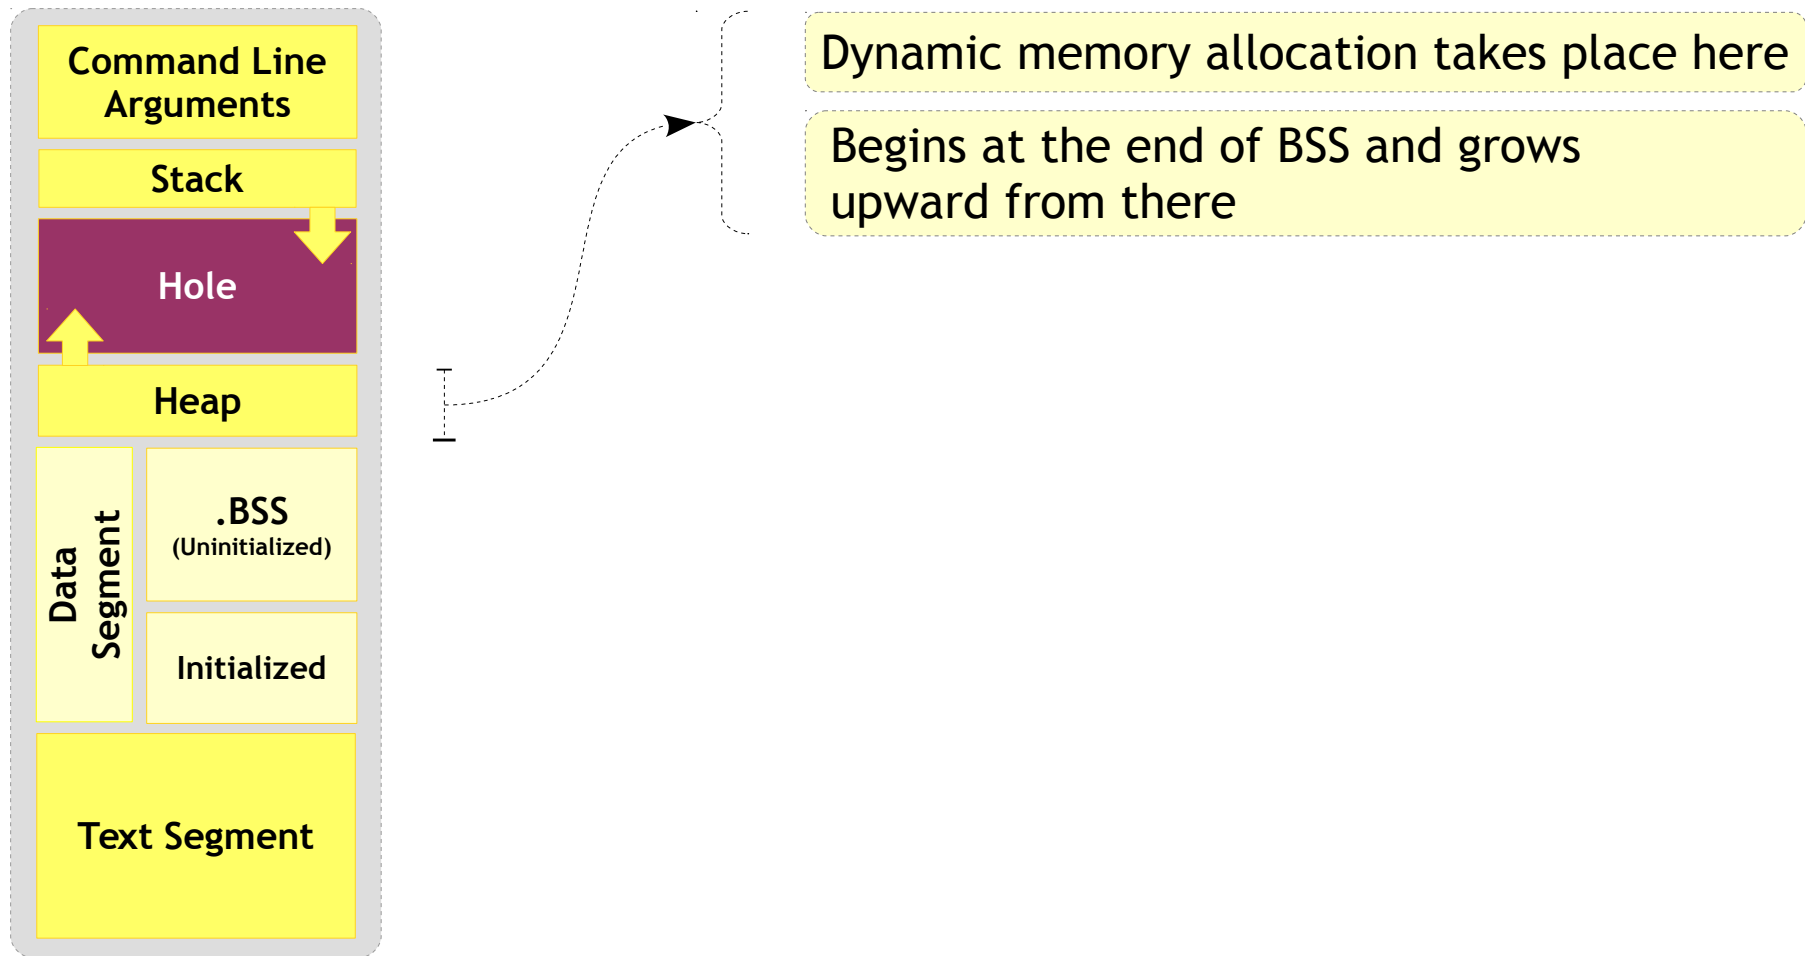 Command Line
Arguments
Stack
Hole
Heap
Data
Segment
.BSS
(Uninitialized)
Initialized
Text Segment
Dynamic memory allocation takes place here
Begins at the end of BSS and grows
upward from there